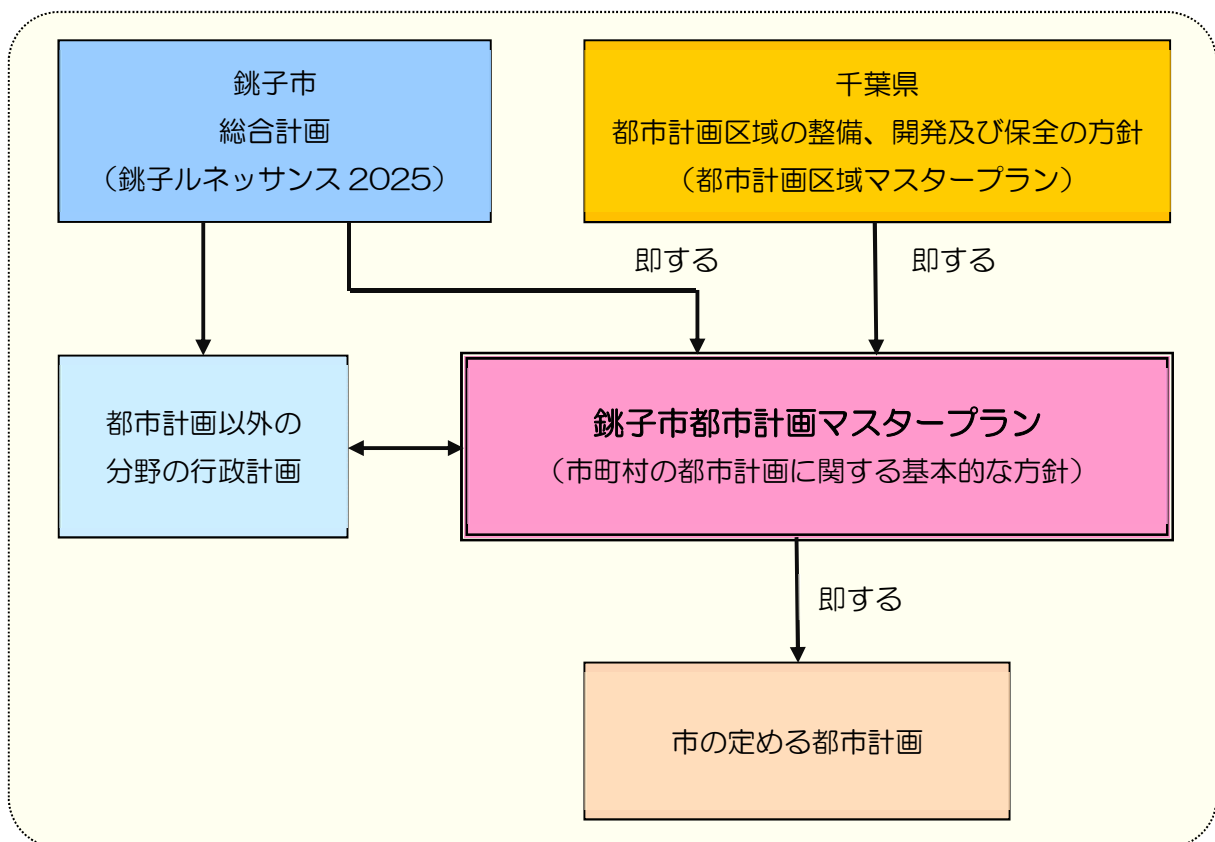 銚子市
総合計画
（銚子ルネッサンス 2025）
千葉県
都市計画区域の整備、開発及び保全の方針
（都市計画区域マスタープラン）
即する
即する
都市計画以外の
分野の行政計画
銚子市都市計画マスタープラン
（市町村の都市計画に関する基本的な方針）
即する
市の定める都市計画